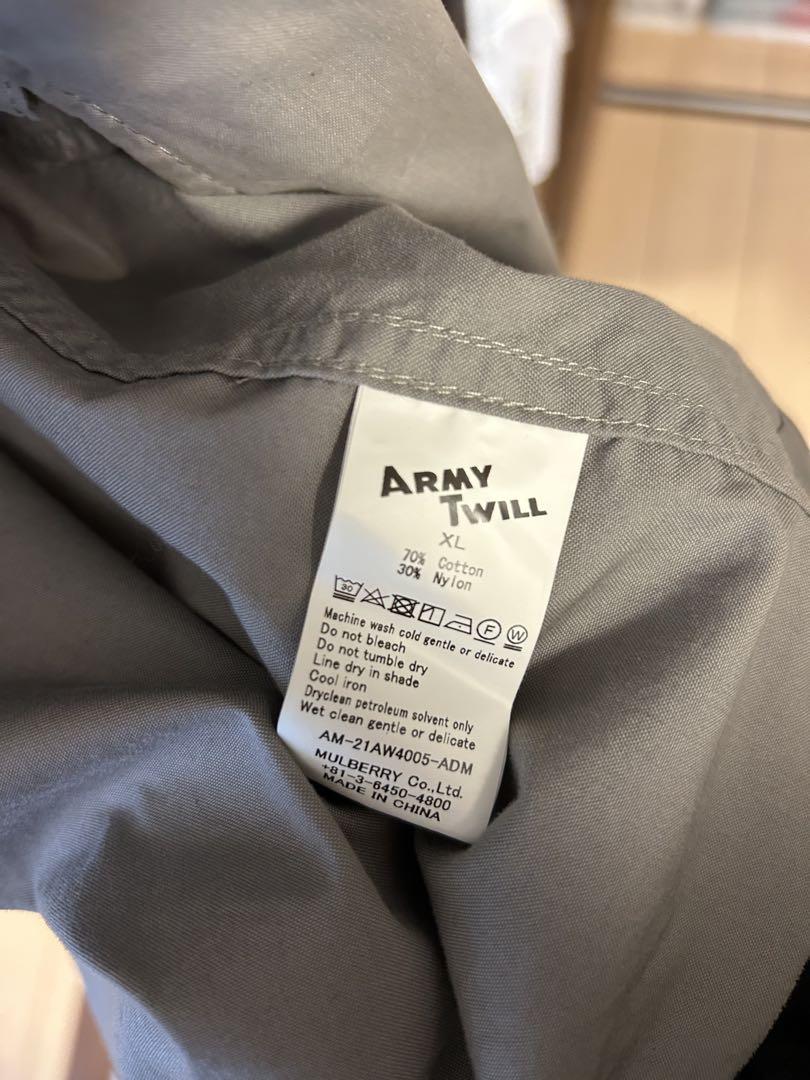 ARMY
TWILL
XL
70% Cotton
30% Nylon
30
F
W
Machine wash cold gentle or delicate
Do not bleach
Do not tumble dry
Line dry in shade
Cool iron
Dryclean petroleum solvent only
Wet clean gentle or delicate
AM-21AW4005-ADM
MULBERRY Co.,Ltd.
+81-3-6450-4800
MADE IN CHINA